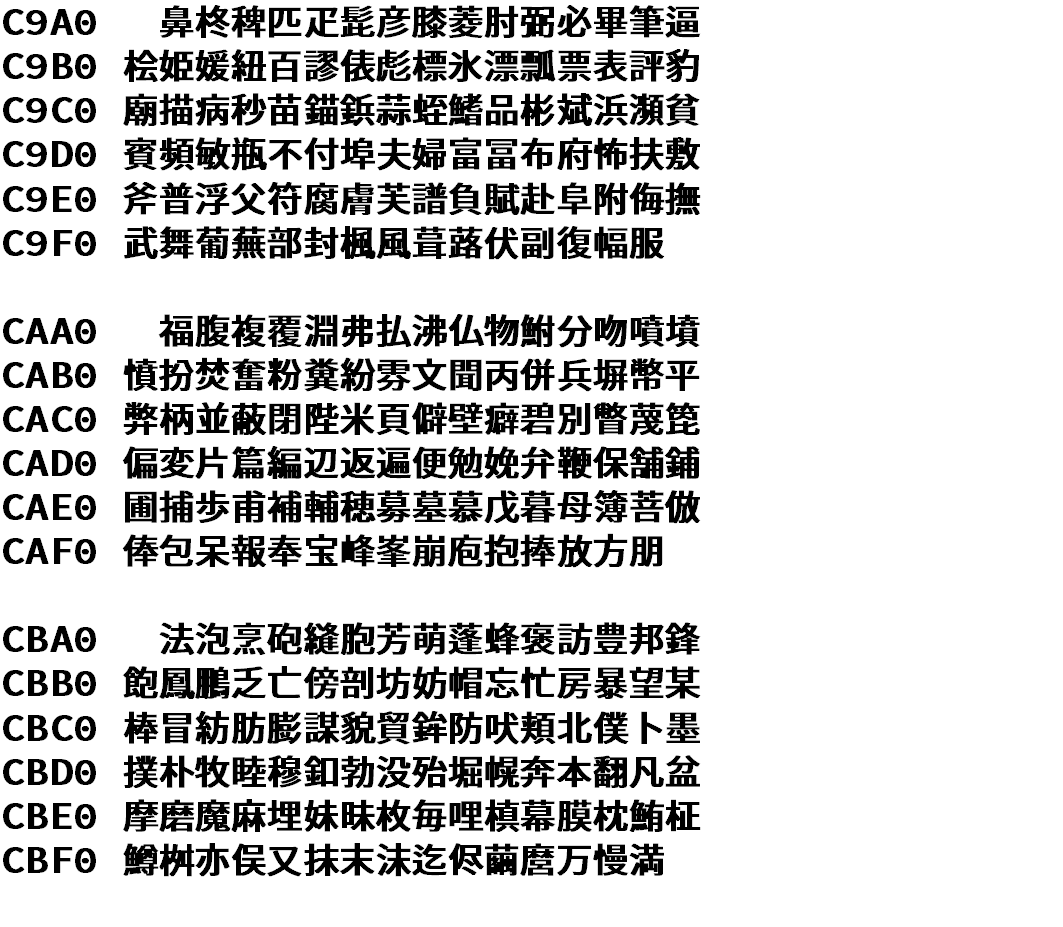 C9A0 鼻柊稗匹疋髭彦膝菱肘弼必畢筆逼
C9B0 桧姫媛紐百謬俵彪標氷漂瓢票表評豹
C9C0 廟描病秒苗錨鋲蒜蛭鰭品彬斌浜瀕貧
C9D0 賓頻敏瓶不付埠夫婦富冨布府怖扶敷
C9E0 斧普浮父符腐膚芙譜負賦赴阜附侮撫
C9F0 武舞葡蕪部封楓風葺蕗伏副復幅服
CAA0 福腹複覆淵弗払沸仏物鮒分吻噴墳
CAB0 憤扮焚奮粉糞紛雰文聞丙併兵塀幣平
CAC0 弊柄並蔽閉陛米頁僻壁癖碧別瞥蔑箆
CAD0 偏変片篇編辺返遍便勉娩弁鞭保舗鋪
CAE0 圃捕歩甫補輔穂募墓慕戊暮母簿菩倣
CAF0 俸包呆報奉宝峰峯崩庖抱捧放方朋
CBA0 法泡烹砲縫胞芳萌蓬蜂褒訪豊邦鋒
CBB0 飽鳳鵬乏亡傍剖坊妨帽忘忙房暴望某
CBC0 棒冒紡肪膨謀貌貿鉾防吠頬北僕卜墨
CBD0 撲朴牧睦穆釦勃没殆堀幌奔本翻凡盆
CBE0 摩磨魔麻埋妹昧枚毎哩槙幕膜枕鮪柾
CBF0 鱒桝亦俣又抹末沫迄侭繭麿万慢満